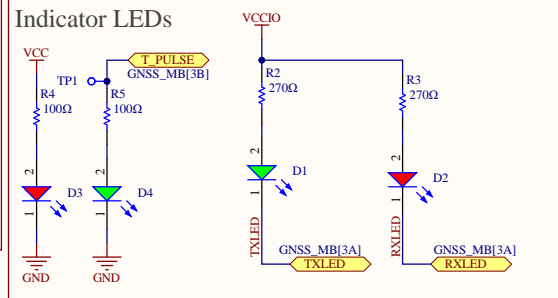 Indicator LEDs
VCC
T_PULSE
GNSS_MB[3B]
TP1
R4
100Ω
R5
100Ω
2
1
D3
2
1
D4
GND
GND
VCCIO
R2
270Ω
R3
270Ω
2
1
D1
2
1
D2
TXLED
RXLED
GNSS_MB[3A]
TXLED
GNSS_MB[3A]
RXLED